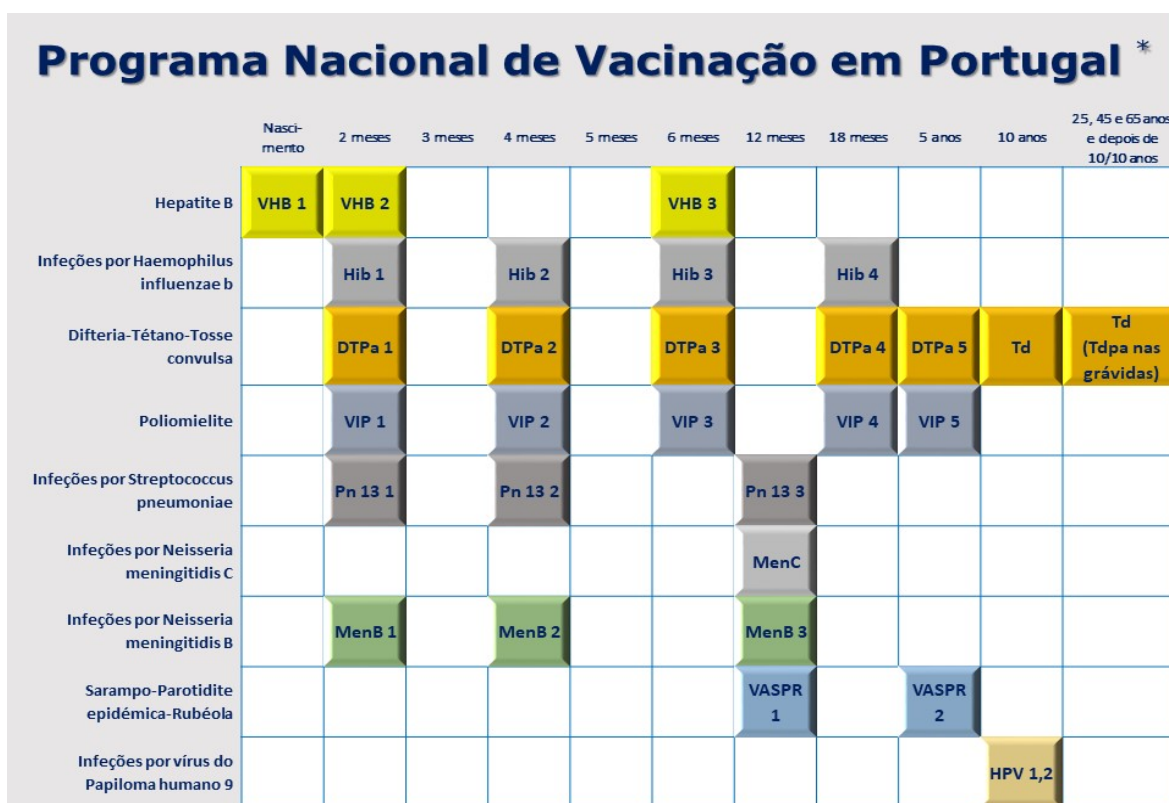 Programa Nacional de Vacinação em Portugal *
Nasci-
mento
2 meses
3 meses
4 meses
5 meses
6 meses
12 meses
18 meses
5 anos
10 anos
25, 45 e 65 anos
e depois de
10/10 anos
Hepatite B
VHB 1
VHB 2
VHB 3
Infeções por Haemophilus
influenzae b
Hib 1
Hib 2
Hib 3
Hib 4
Difteria-Tétano-Tosse
convulsa
DTPa 1
DTPa 2
DTPa 3
DTPa 4
DTPa 5
Td
Td
(Tdpa nas
grávidas)
Poliomielite
VIP 1
VIP 2
VIP 3
VIP 4
VIP 5
Infeções por Streptococcus
pneumoniae
Pn 13 1
Pn 13 2
Pn 13 3
Infeções por Neisseria
meningitidis C
MenC
Infeções por Neisseria
meningitidis B
MenB 1
MenB 2
MenB 3
Sarampo-Parotidite
epidémica-Rubéola
VASPR
1
VASPR
2
Infeções por vírus do
Papiloma humano 9
HPV 1,2